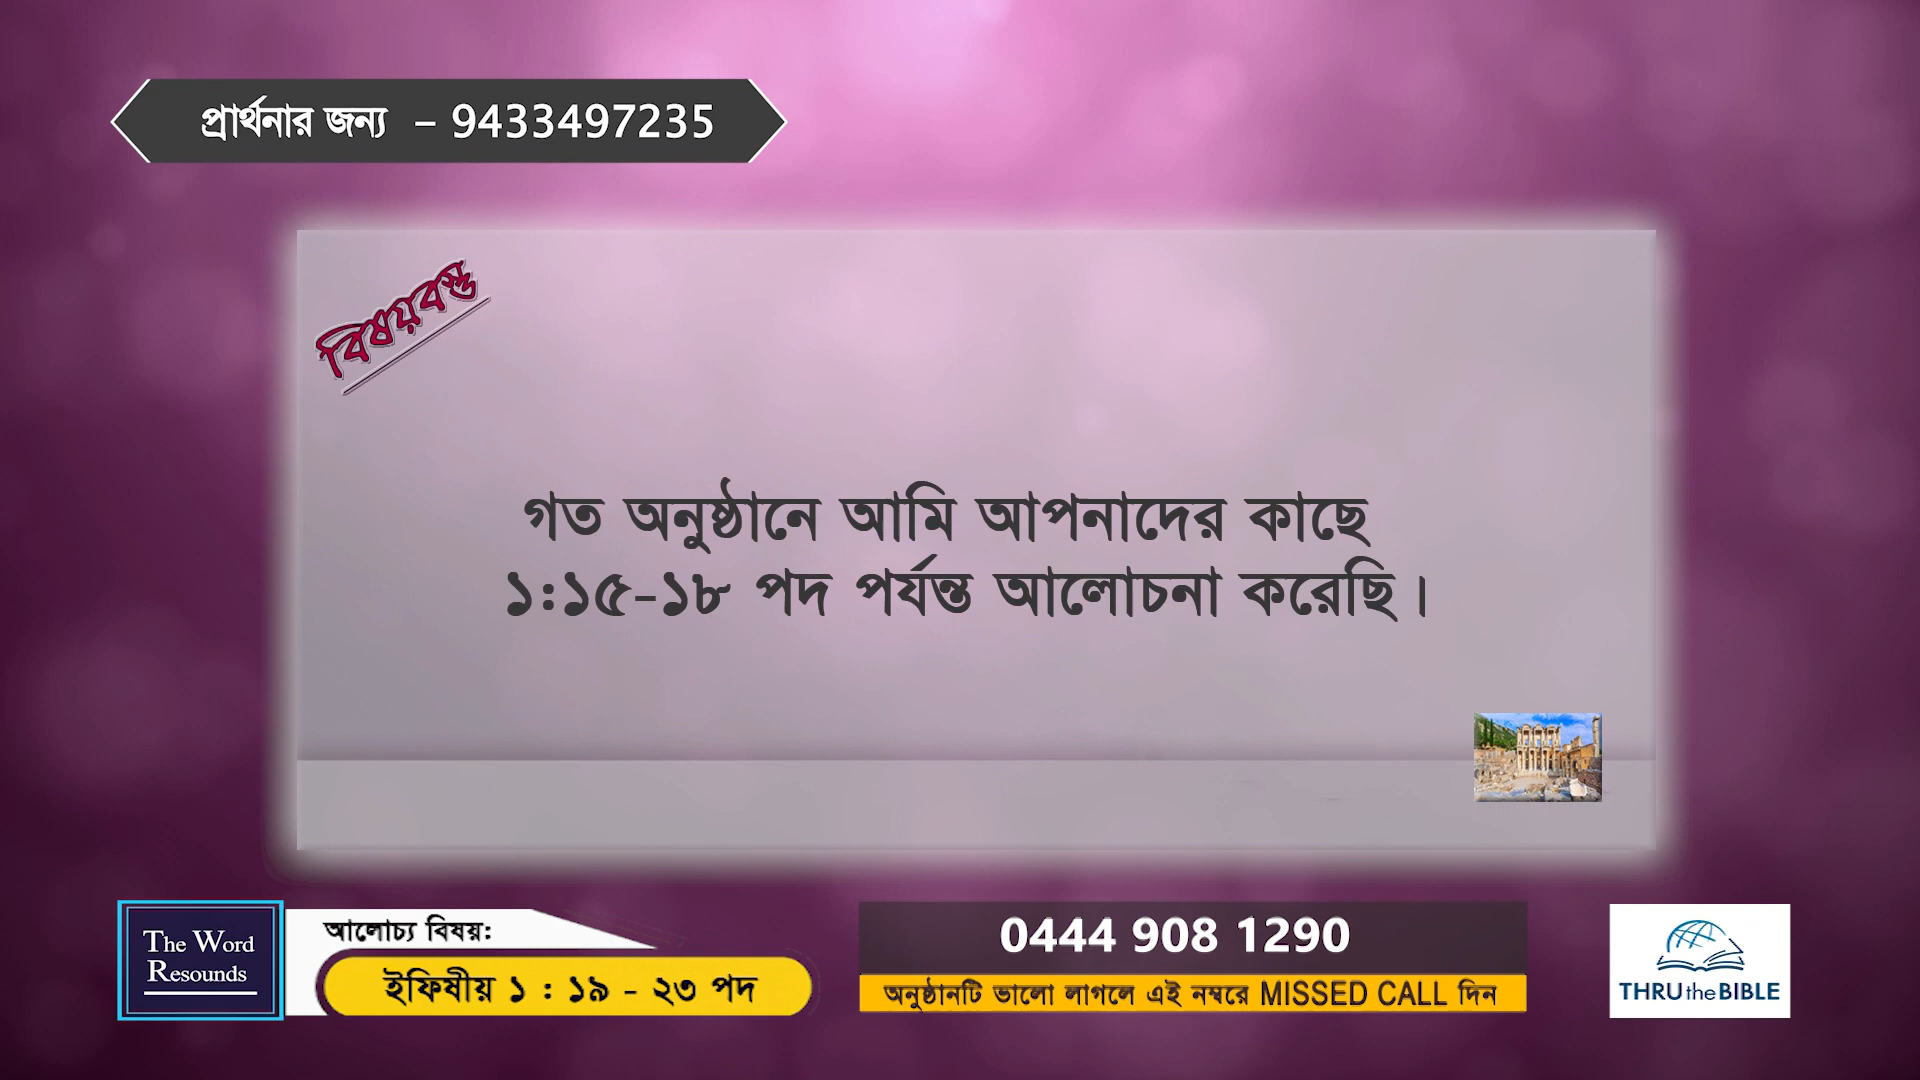 প্রার্থনার জন্য – 9433497235
বিষয়বস্তু
গত অনুষ্ঠানে আমি আপনাদের কাছে
১:১৫-১৮ পদ পর্যন্ত আলোচনা করেছি।
The Word
Resounds
আলোচ্য বিষয়:
ইফিষীয় ১ : ১৯ - ২৩ পদ
0444 908 1290
অনুষ্ঠানটি ভালো লাগলে এই নম্বরে MISSED CALL দিন
THRU the BIBLE